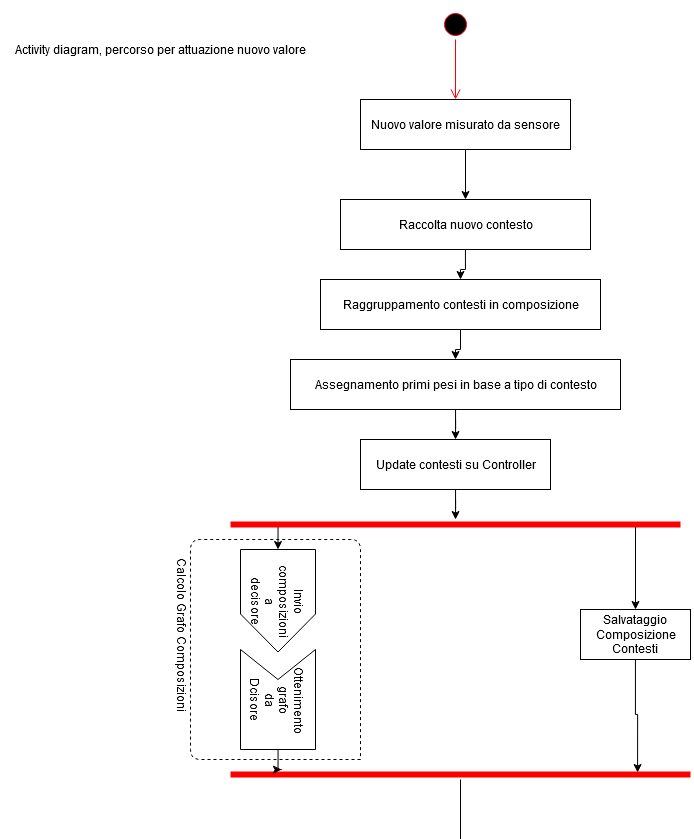 Activity diagram, percorso per attuazione nuovo valore
Nuovo valore misurato da sensore
Raccolta nuovo contesto
Raggruppamento contesti in composizione
Assegnamento primi pesi in base a tipo di contesto
Update contesti su Controller
Calcolo Grafo Composizioni
Invio
composizioni
a
decisore
Ottenimento
grafo
da
Dcisore
Salvataggio
Composizione
Contesti